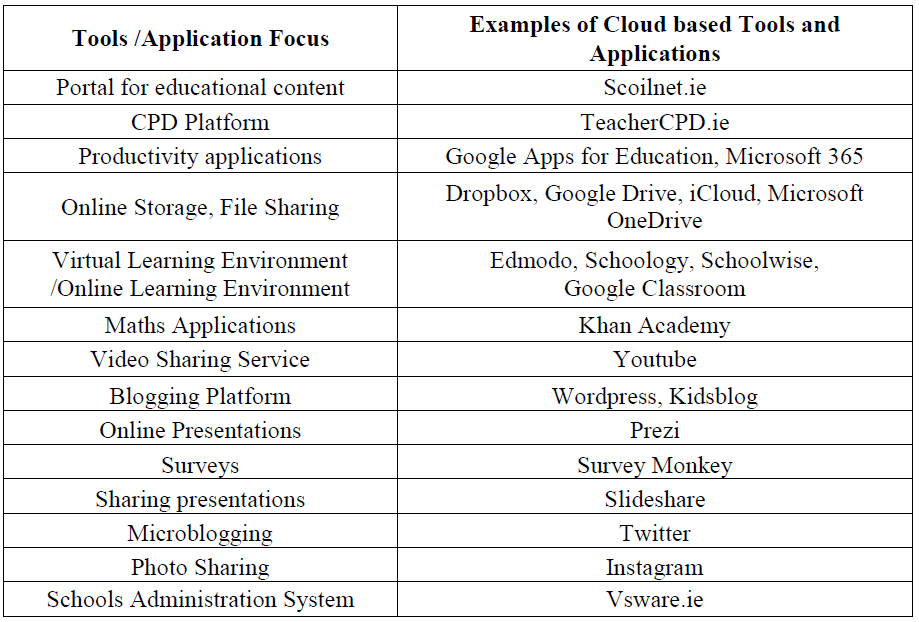 Tools /Application Focus
Examples of Cloud based Tools and
Applications
Portal for educational content
Scoilnet.ie
CPD Platform
TeacherCPD.ie
Productivity applications
Google Apps for Education, Microsoft 365
Online Storage, File Sharing
Dropbox, Google Drive, iCloud, Microsoft
OneDrive
Virtual Learning Environment
/Online Learning Environment
Edmodo, Schoology, Schoolwise,
Google Classroom
Maths Applications
Khan Academy
Video Sharing Service
Youtube
Blogging Platform
Wordpress, Kidsblog
Online Presentations
Prezi
Surveys
Survey Monkey
Sharing presentations
Slideshare
Microblogging
Twitter
Photo Sharing
Instagram
Schools Administration System
Vsware.ie